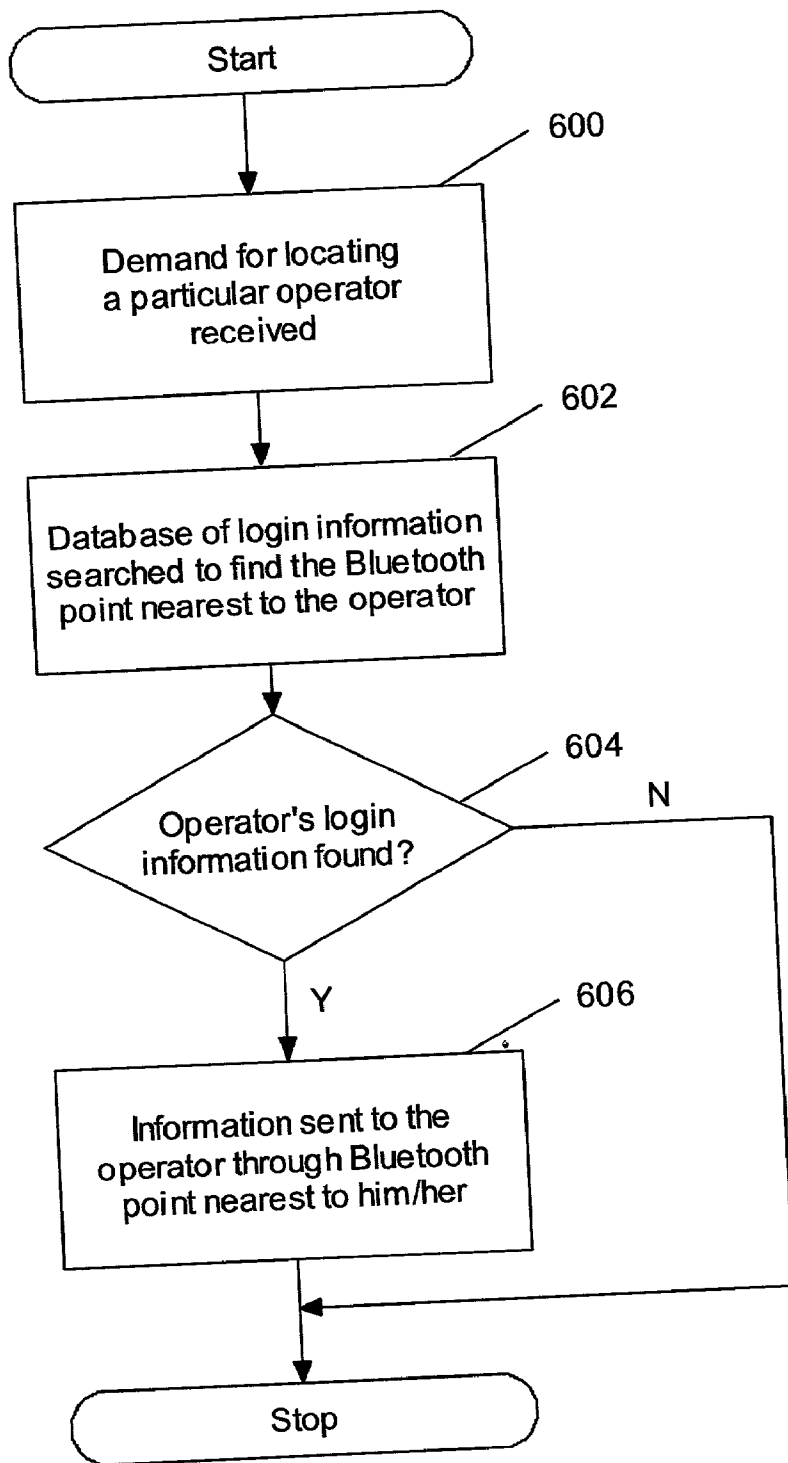 Start
600
Demand for locating
a particular operator
received
602
Database of login information
searched to find the Bluetooth
point nearest to the operator
604
N
Operator's login
information found?
Y
606
Information sent to the
operator through Bluetooth
point nearest to him/her
Stop